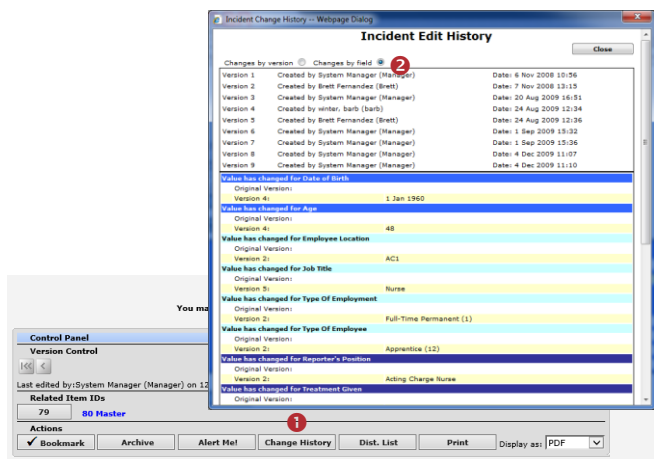 Incident Change History -- Webpage Dialog
Incident Edit History
Close
Changes by version Changes by field 2
Version 1 Created by System Manager (Manager) Date: 6 Nov 2008 10:56
Version 2 Created by Brett Fernandez (Brett) Date: 7 Nov 2008 13:15
Version 3 Created by System Manager (Manager) Date: 20 Aug 2009 16:51
Version 4 Created by winter, barb (barb) Date: 24 Aug 2009 12:34
Version 5 Created by Brett Fernandez (Brett) Date: 24 Aug 2009 12:36
Version 6 Created by System Manager (Manager) Date: 1 Sep 2009 15:32
Version 7 Created by System Manager (Manager) Date: 1 Sep 2009 15:36
Version 8 Created by System Manager (Manager) Date: 4 Dec 2009 11:07
Version 9 Created by System Manager (Manager) Date: 4 Dec 2009 11:10
Value has changed for Date of Birth
Original Version:
Version 4: 1 Jan 1960
Value has changed for Age
Original Version:
Version 4: 48
Value has changed for Employee Location
Original Version:
Version 2: AC1
Value has changed for Job Title
Original Version:
Version 5: Nurse
Value has changed for Type Of Employment
Original Version:
Version 2: Full-Time Permanent (1)
Value has changed for Type Of Employee
Original Version:
Version 2: Apprentice (12)
Value has changed for Reporter's Position
Original Version:
Version 2: Acting Charge Nurse
Value has changed for Treatment Given
Original Version:
You ma
Control Panel
Version Control
Last edited by:System Manager (Manager) on 12
Related Item IDs
79 80 Master
Actions
1
Bookmark Archive Alert Me! Change History Dist. List Print Display as: PDF